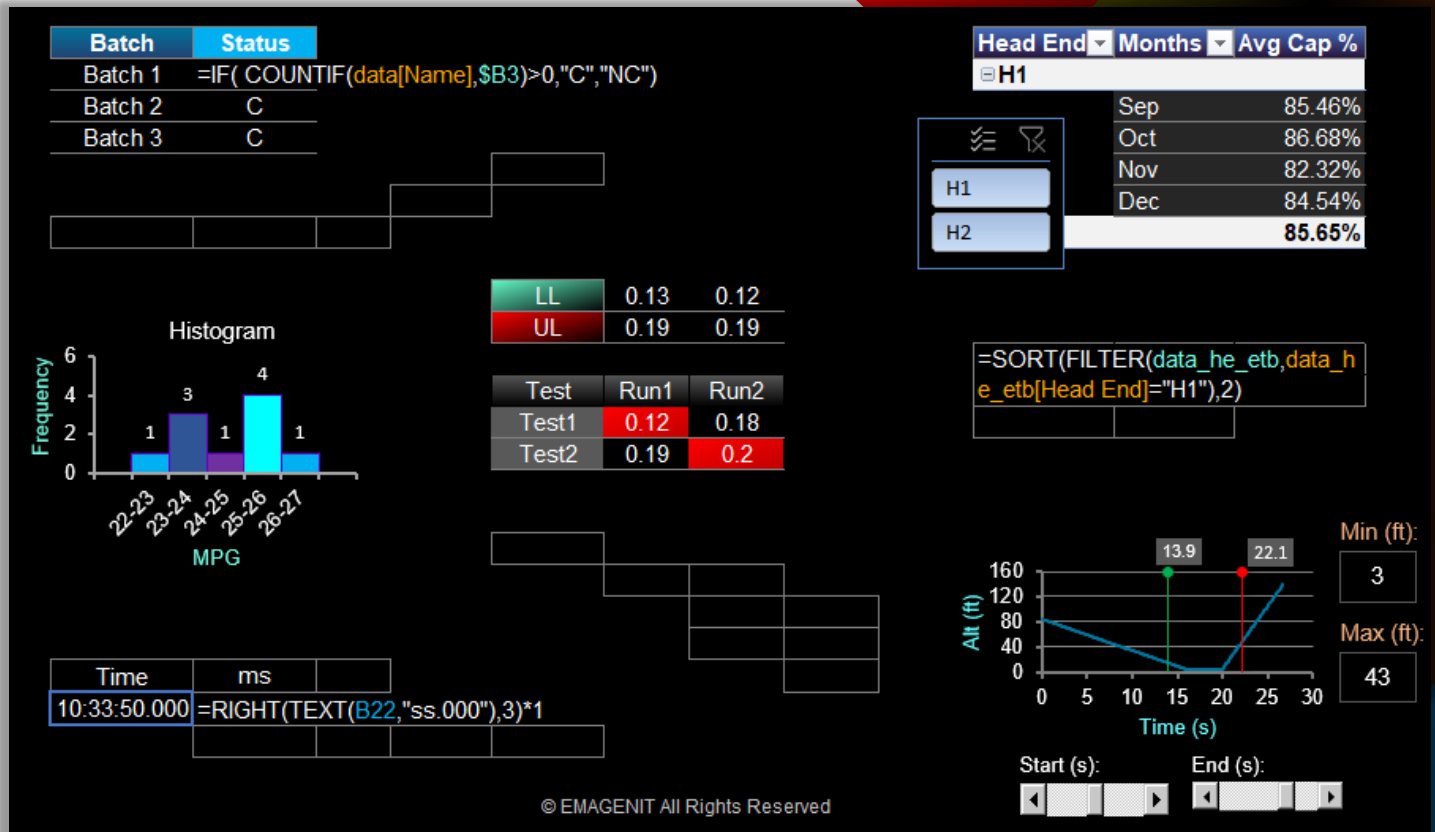 Batch Status
Batch 1 =IF( COUNTIF(data[Name],$B3)>0,"C","NC")
Batch 2 C
Batch 3 C
Head End Months Avg Cap %
H1
Sep 85.46%
Oct 86.68%
Nov 82.32%
Dec 84.54%
85.65%
H1
H2
LL 0.13 0.12
UL 0.19 0.19
Test Run1 Run2
Test1 0.12 0.18
Test2 0.19 0.2
Histogram
Frequency
6
4
2
0
1 3 1 4 1
22-23 23-24 24-25 25-26 26-27
MPG
=SORT(FILTER(data_he_etb,data_h
e_etb[Head End]="H1"),2)
Time ms
10:33:50.000 =RIGHT(TEXT(B22,"ss.000"),3)*1
13.9 22.1
Alt (ft)
160
120
80
40
0
0 5 10 15 20 25 30
Time (s)
Min (ft):
3
Max (ft):
43
Start (s): End (s):
© EMAGENIT All Rights Reserved